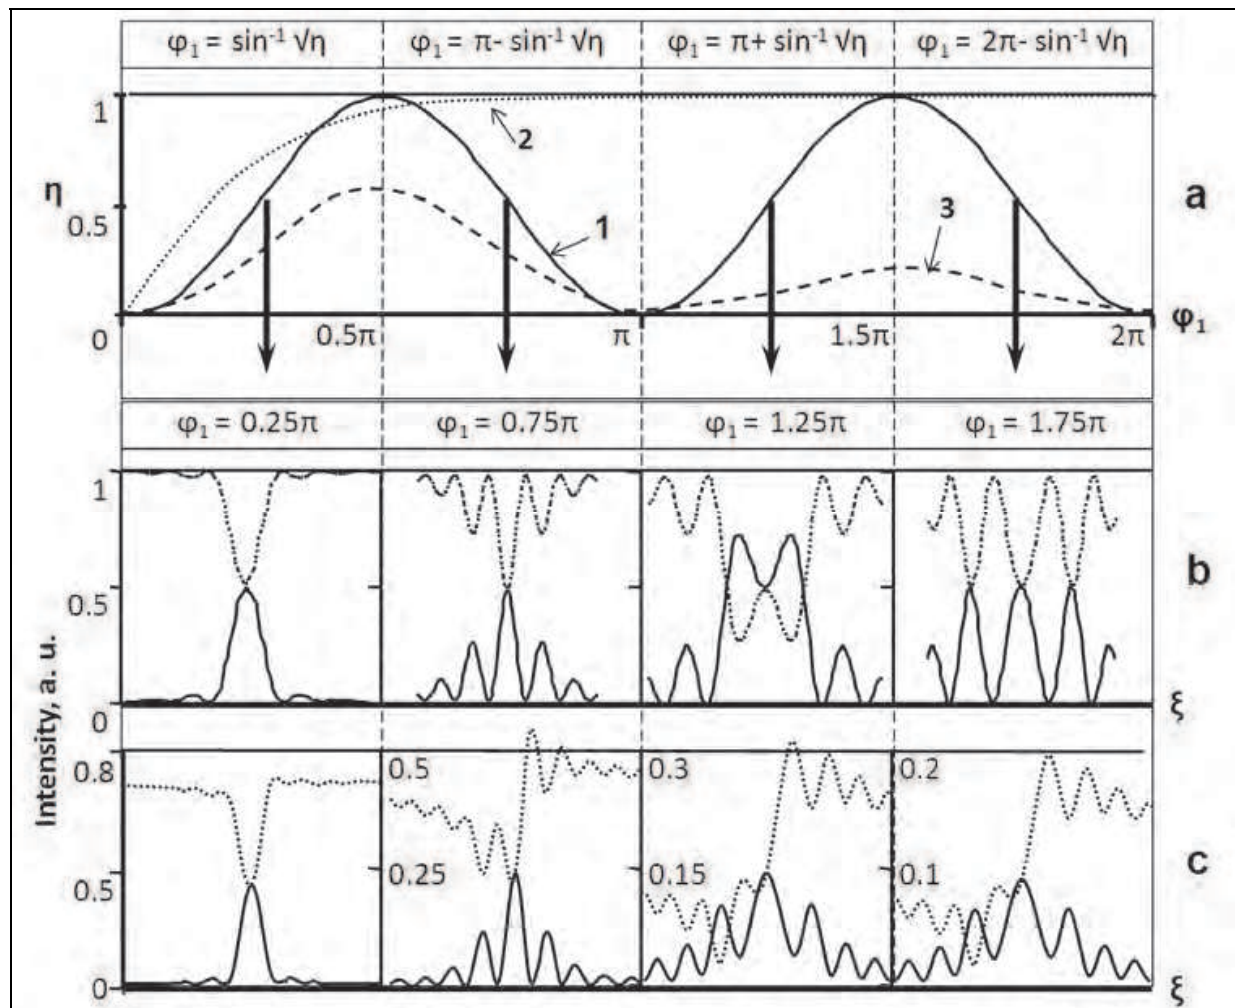 φ₁ = sin⁻¹ √η φ₁ = π- sin⁻¹ √η φ₁ = π+ sin⁻¹ √η φ₁ = 2π- sin⁻¹ √η
1
2
η
a
3
0.5
1
φ₁
0 0.5π π 1.5π 2π
φ₁ = 0.25π φ₁ = 0.75π φ₁ = 1.25π φ₁ = 1.75π
1
b
0.5
0 ξ
Intensity, a. u.
0.8 0.5 0.3 0.2
0.5 0.25 0.15 0.1
c
0 ξ